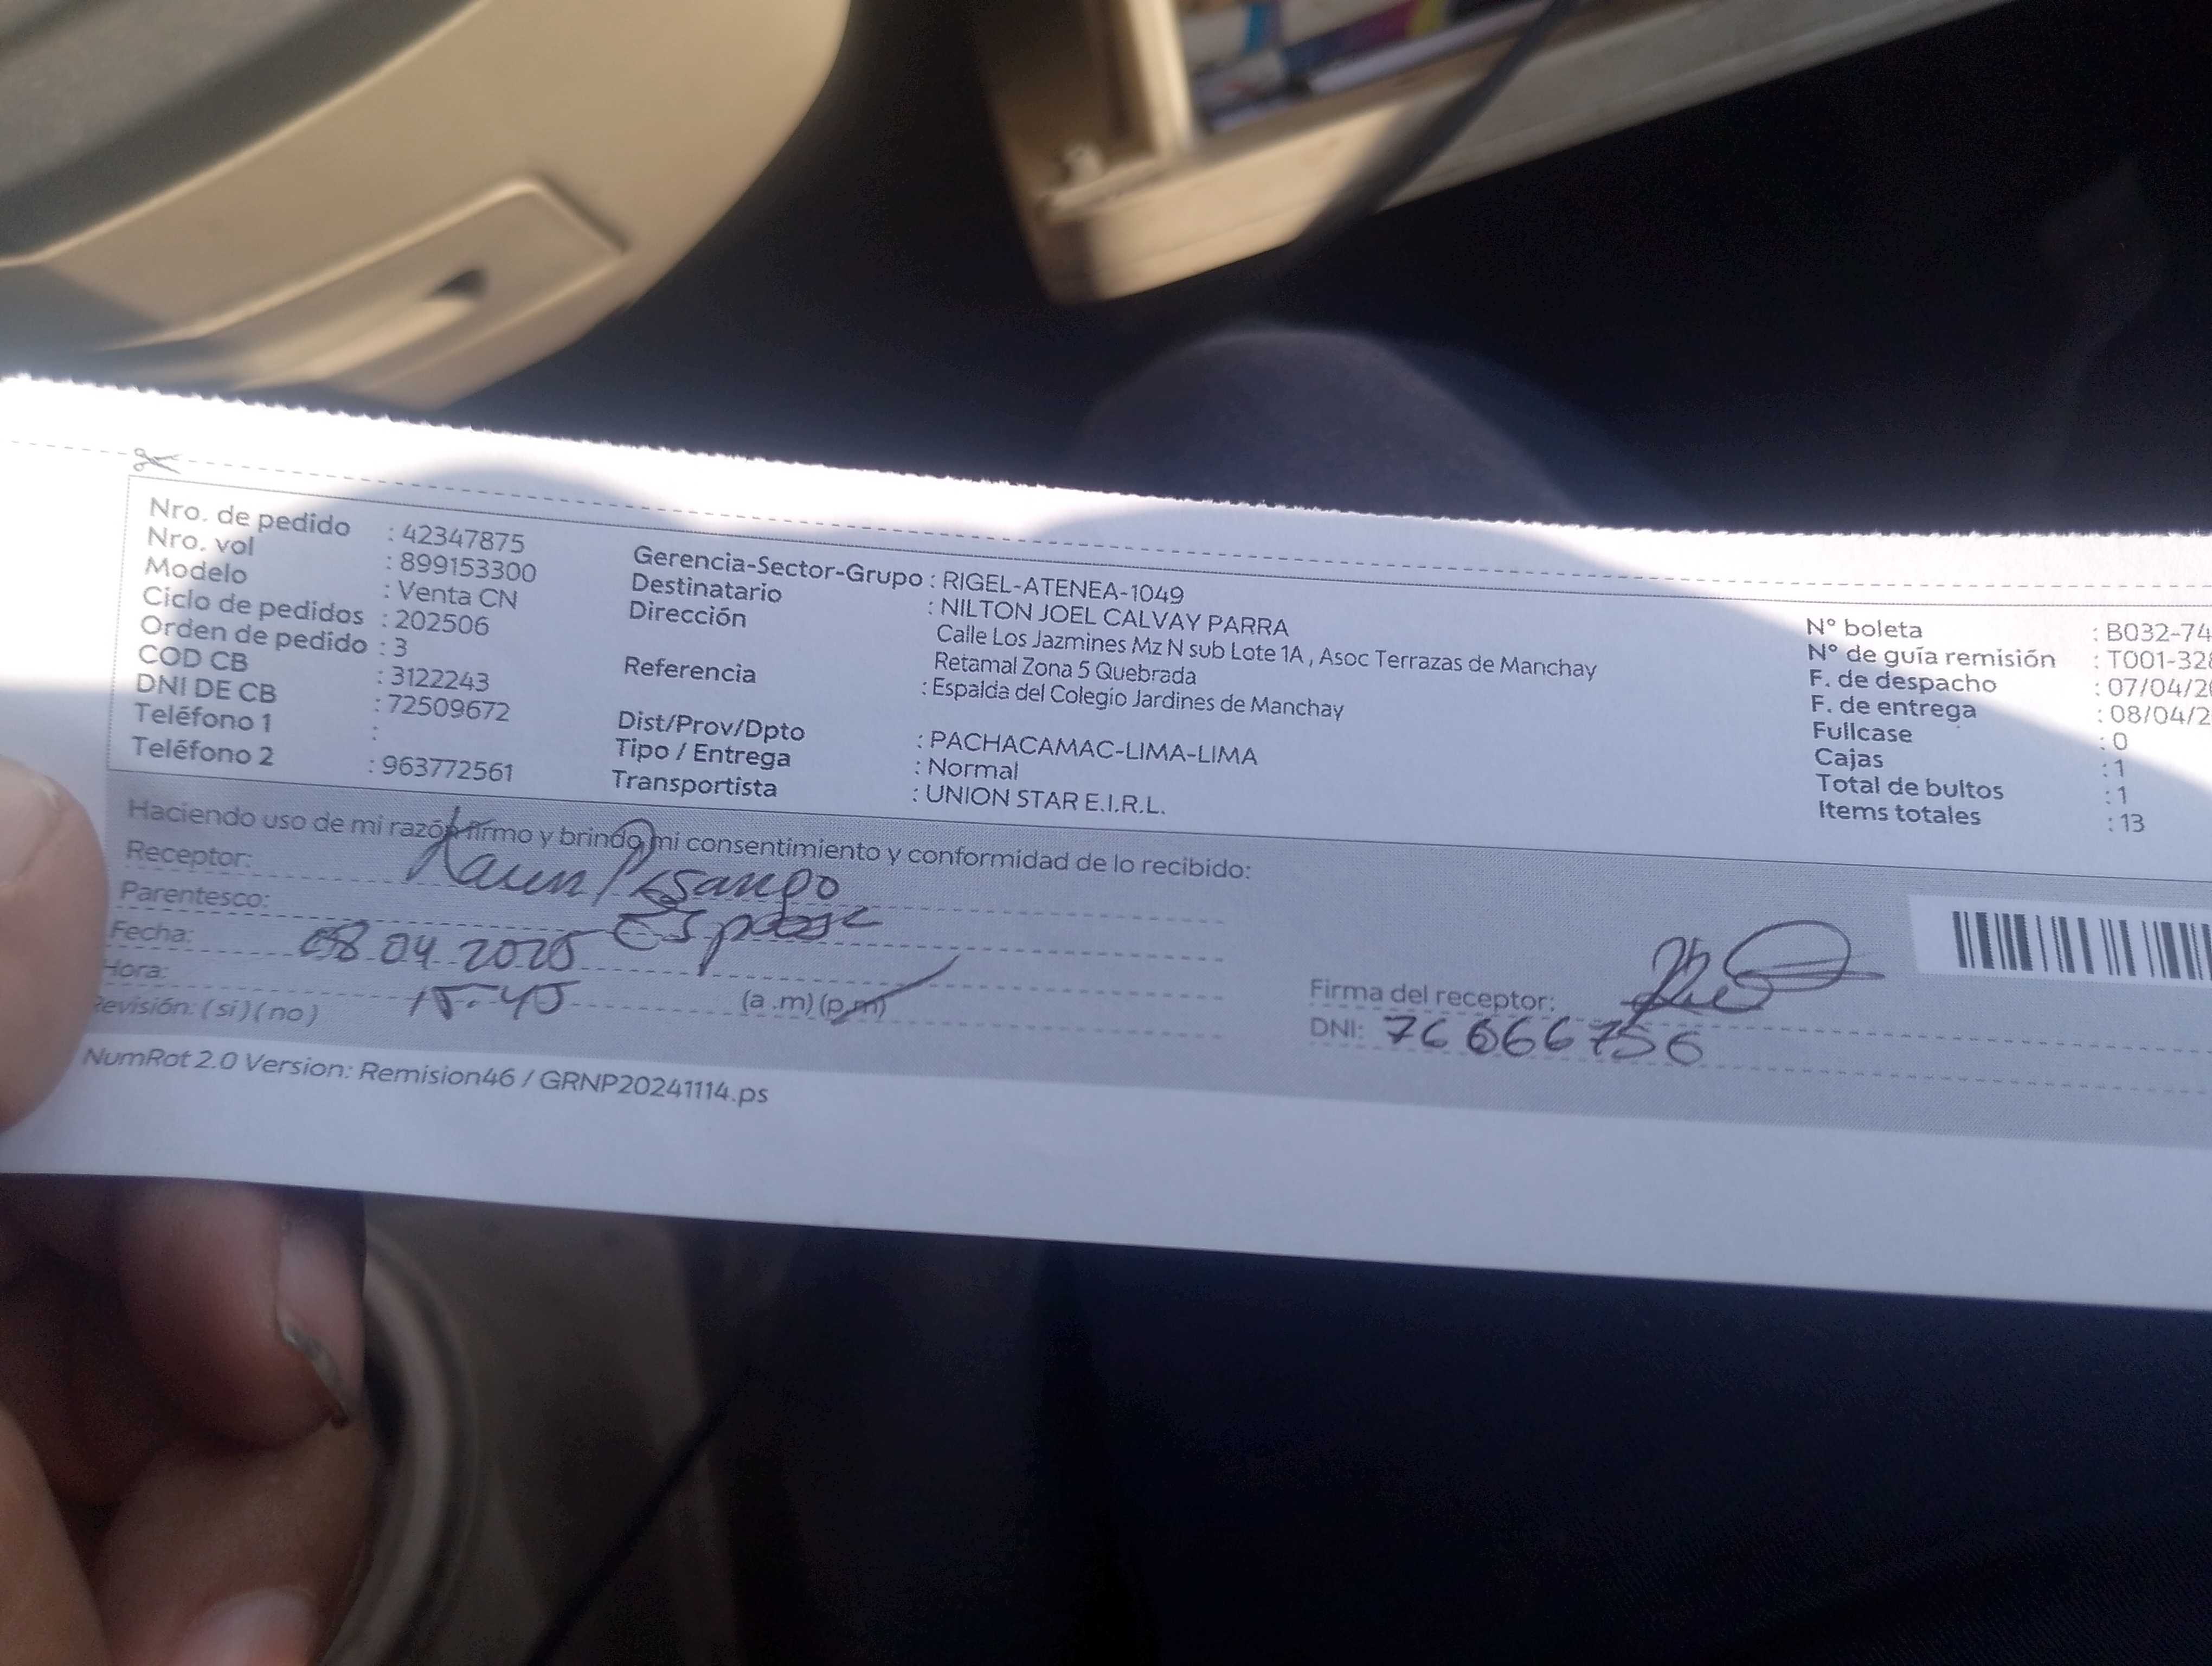 Nro. de pedido : 42347875
Nro. vol : 899153300
Modelo : Venta CN
Ciclo de pedidos : 202506
Orden de pedido : 3
COD CB : 3122243
DNI DE CB : 72509672
Teléfono 1 :
Teléfono 2 : 963772561
Gerencia-Sector-Grupo : RIGEL-ATENEA-1049
Destinatario : NILTON JOEL CALVAY PARRA
Dirección Calle Los Jazmines Mz N sub Lote 1A , Asoc Terrazas de Manchay
Retamal Zona 5 Quebrada
Referencia : Espalda del Colegio Jardines de Manchay
Dist/Prov/Dpto : PACHACAMAC-LIMA-LIMA
Tipo / Entrega : Normal
Transportista : UNION STAR E.I.R.L.
N° boleta : B032-74
N° de guía remisión : T001-32
F. de despacho : 07/04/2
F. de entrega : 08/04/2
Fullcase : 0
Cajas : 1
Total de bultos : 1
Items totales : 13
Haciendo uso de mi razón firmo y brindo mi consentimiento y conformidad de lo recibido:
Receptor: Karen
Parentesco: Esposa
Fecha: 08.04.2025
Hora: 15:45 (a .m) (p.m)
Revisión: ( si ) ( no )
Firma del receptor:
DNI: 76666756
NumRot 2.0 Version: Remision46 / GRNP20241114.ps